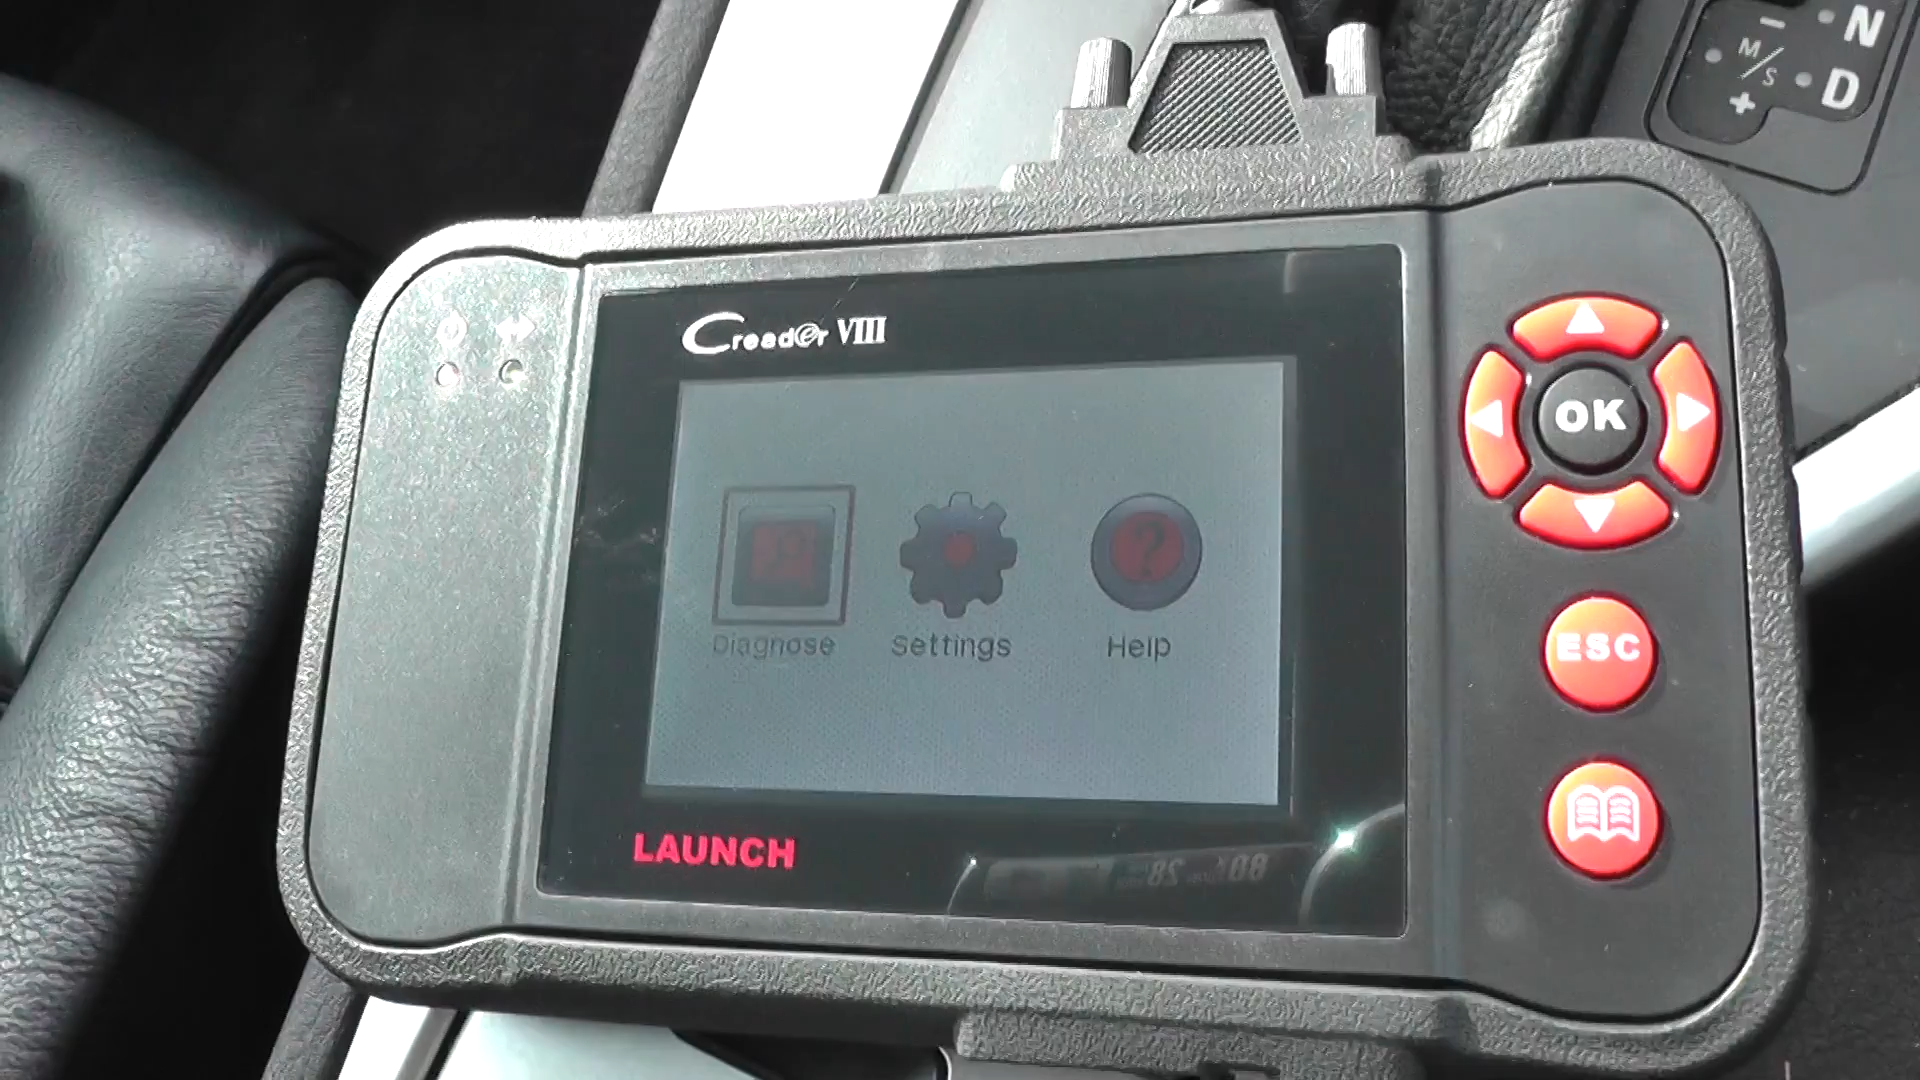 N
M/S
D
Creader VIII
OK
Diagnose
Settings
Help
ESC
LAUNCH